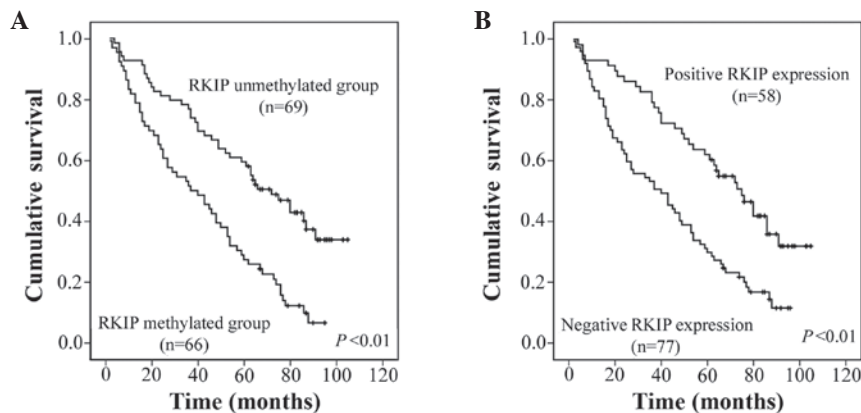 A
Cumulative survival
1.0
0.8
0.6
0.4
0.2
0.0
RKIP unmethylated group
(n=69)
RKIP methylated group
(n=66)
P<0.01
0 20 40 60 80 100 120
Time (months)
B
Cumulative survival
1.0
0.8
0.6
0.4
0.2
0.0
Positive RKIP expression
(n=58)
Negative RKIP expression
(n=77)
P<0.01
0 20 40 60 80 100 120
Time (months)